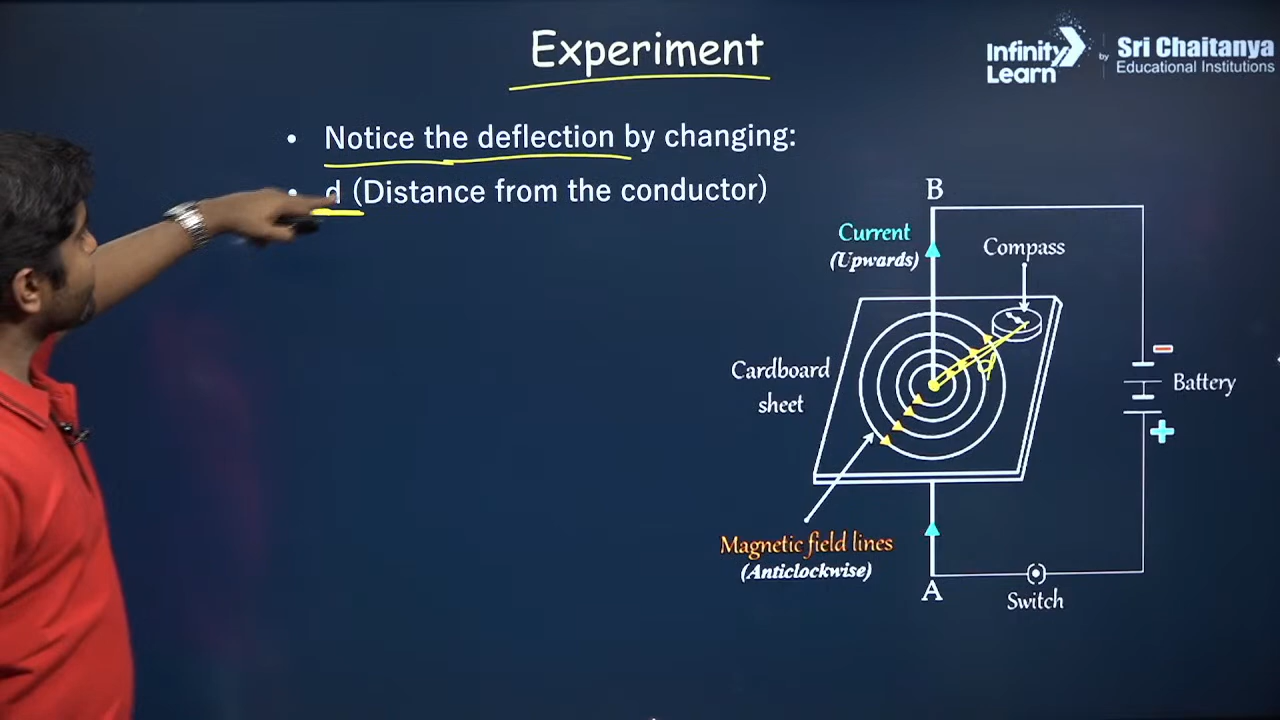 Experiment
Infinity Learn by Sri Chaitanya Educational Institutions
• Notice the deflection by changing:
• d (Distance from the conductor)
B
Current
(Upwards)
Compass
Cardboard
sheet
d
Battery
Magnetic field lines
(Anticlockwise)
A
Switch